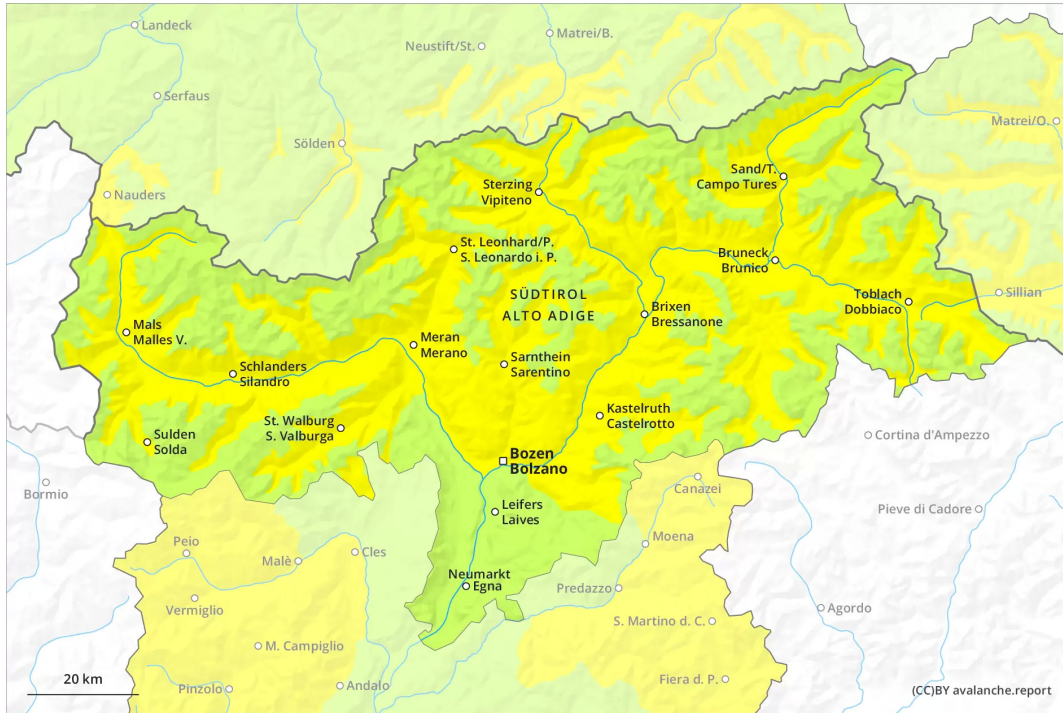 Landeck
Matrei/B.
Neustift/St.
Serfaus
Matrei/O.
Sölden
Sand/T.
Campo Tures
Nauders
Sterzing
Vipiteno
St. Leonhard/P.
S. Leonardo i. P.
Bruneck
Brunico
Toblach
Dobbiaco
Sillian
SÜDTIROL
ALTO ADIGE
Brixen
Bressanone
Mals
Malles V.
Meran
Merano
Sarnthein
Sarentino
Schlanders
Silandro
Kastelruth
Castelrotto
St. Walburg
S. Valburga
Sulden
Solda
Cortina d'Ampezzo
Bozen
Bolzano
Bormio
Canazei
Leifers
Laives
Pieve di Cadore
Moena
Peio
Malè
Cles
Neumarkt
Egna
Predazzo
Vermiglio
Agordo
S. Martino d. C.
M. Campiglio
20 km
Pinzolo
Andalo
Fiera d. P.
(CC)BY avalanche.report